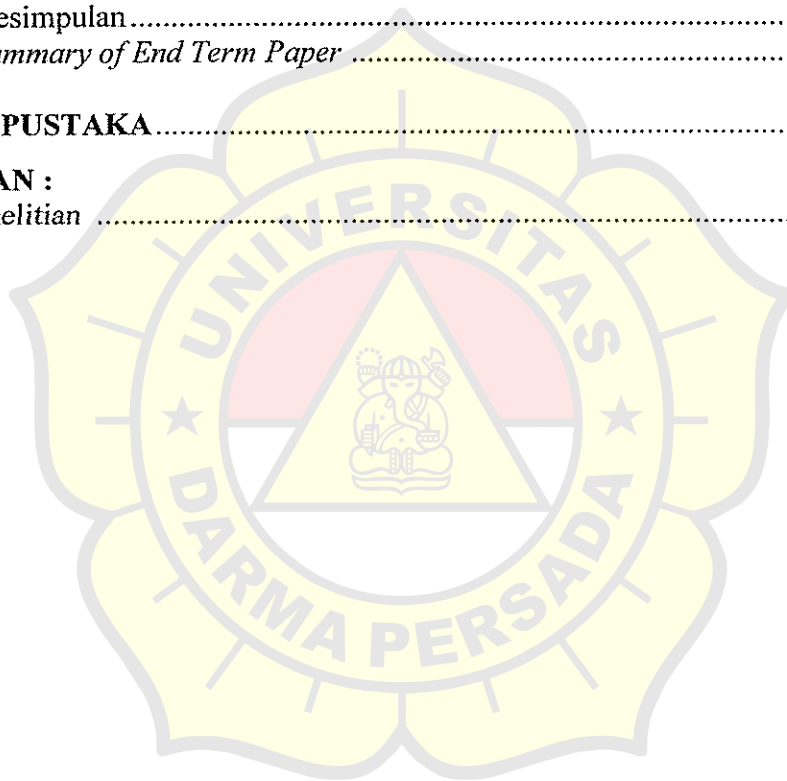 esimpulan ................................................................
ummary of End Term Paper ................................................................
PUSTAKA ................................................................
AN :
elitian ................................................................
UNIVERSITAS
DARMA PERSADA